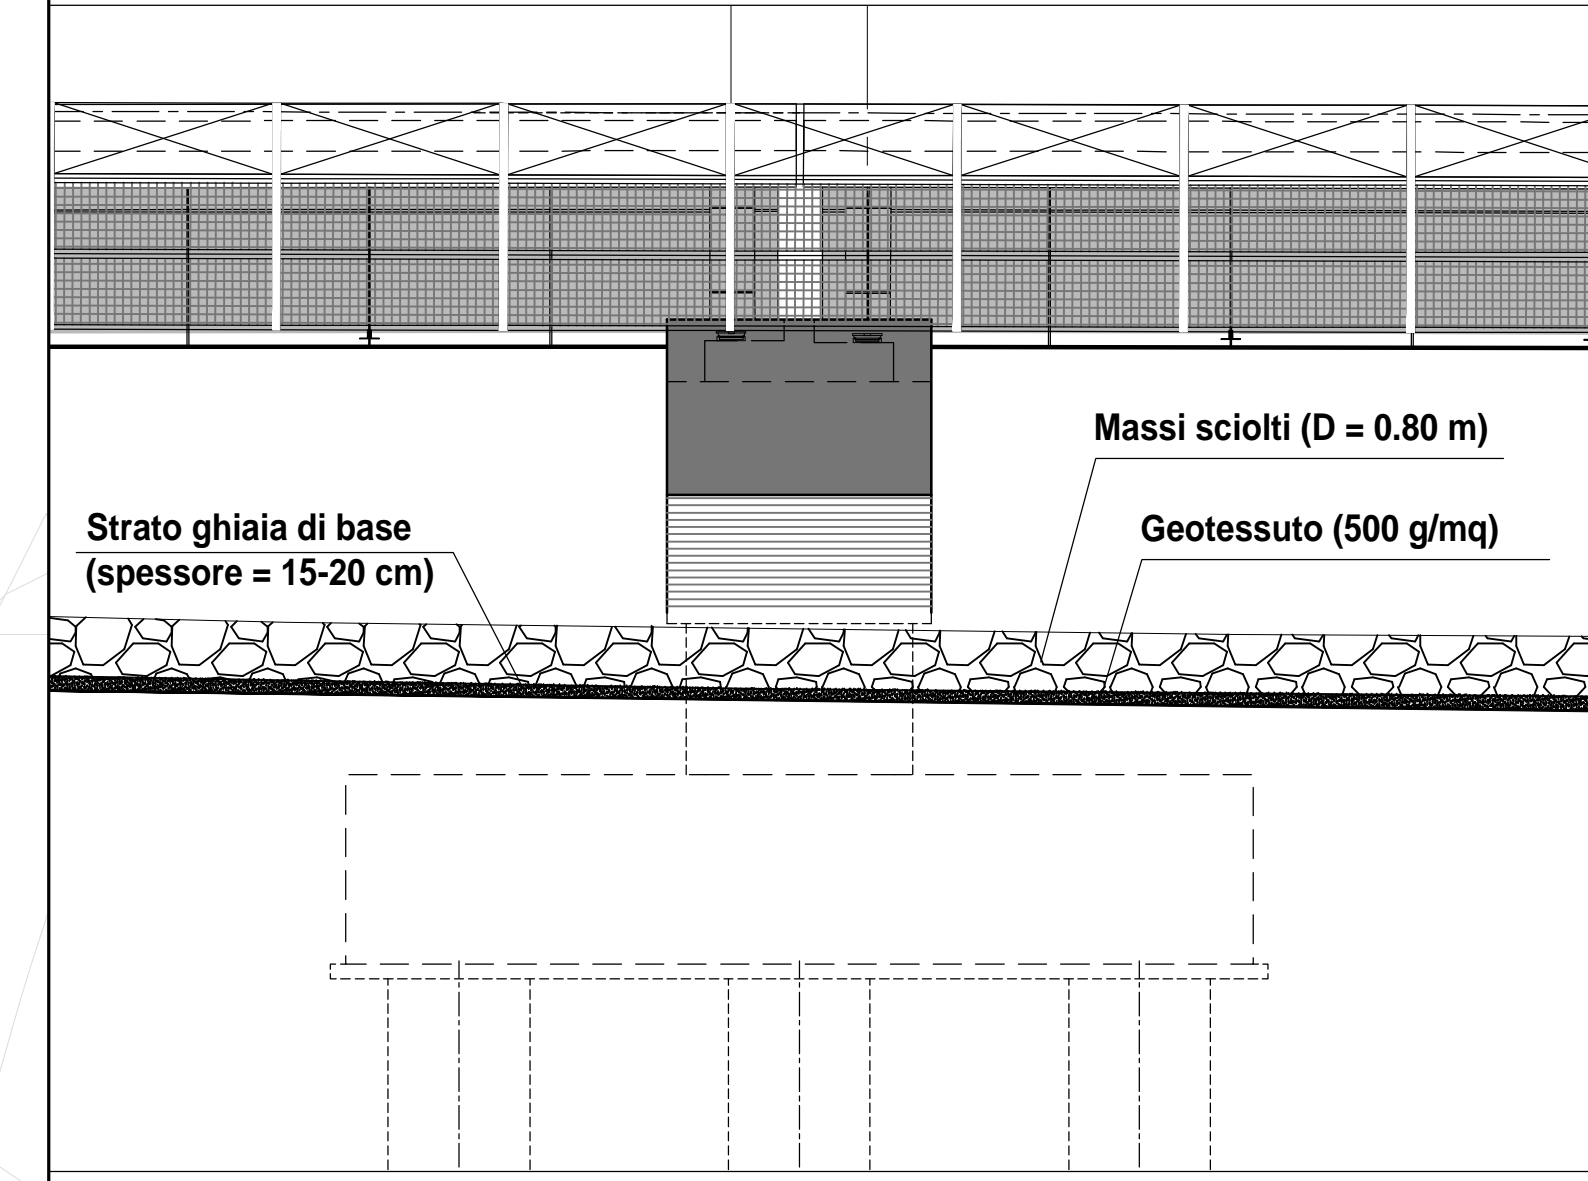 Massi sciolti (D = 0.80 m)
Strato ghiaia di base
(spessore = 15-20 cm)
Geotessuto (500 g/mq)